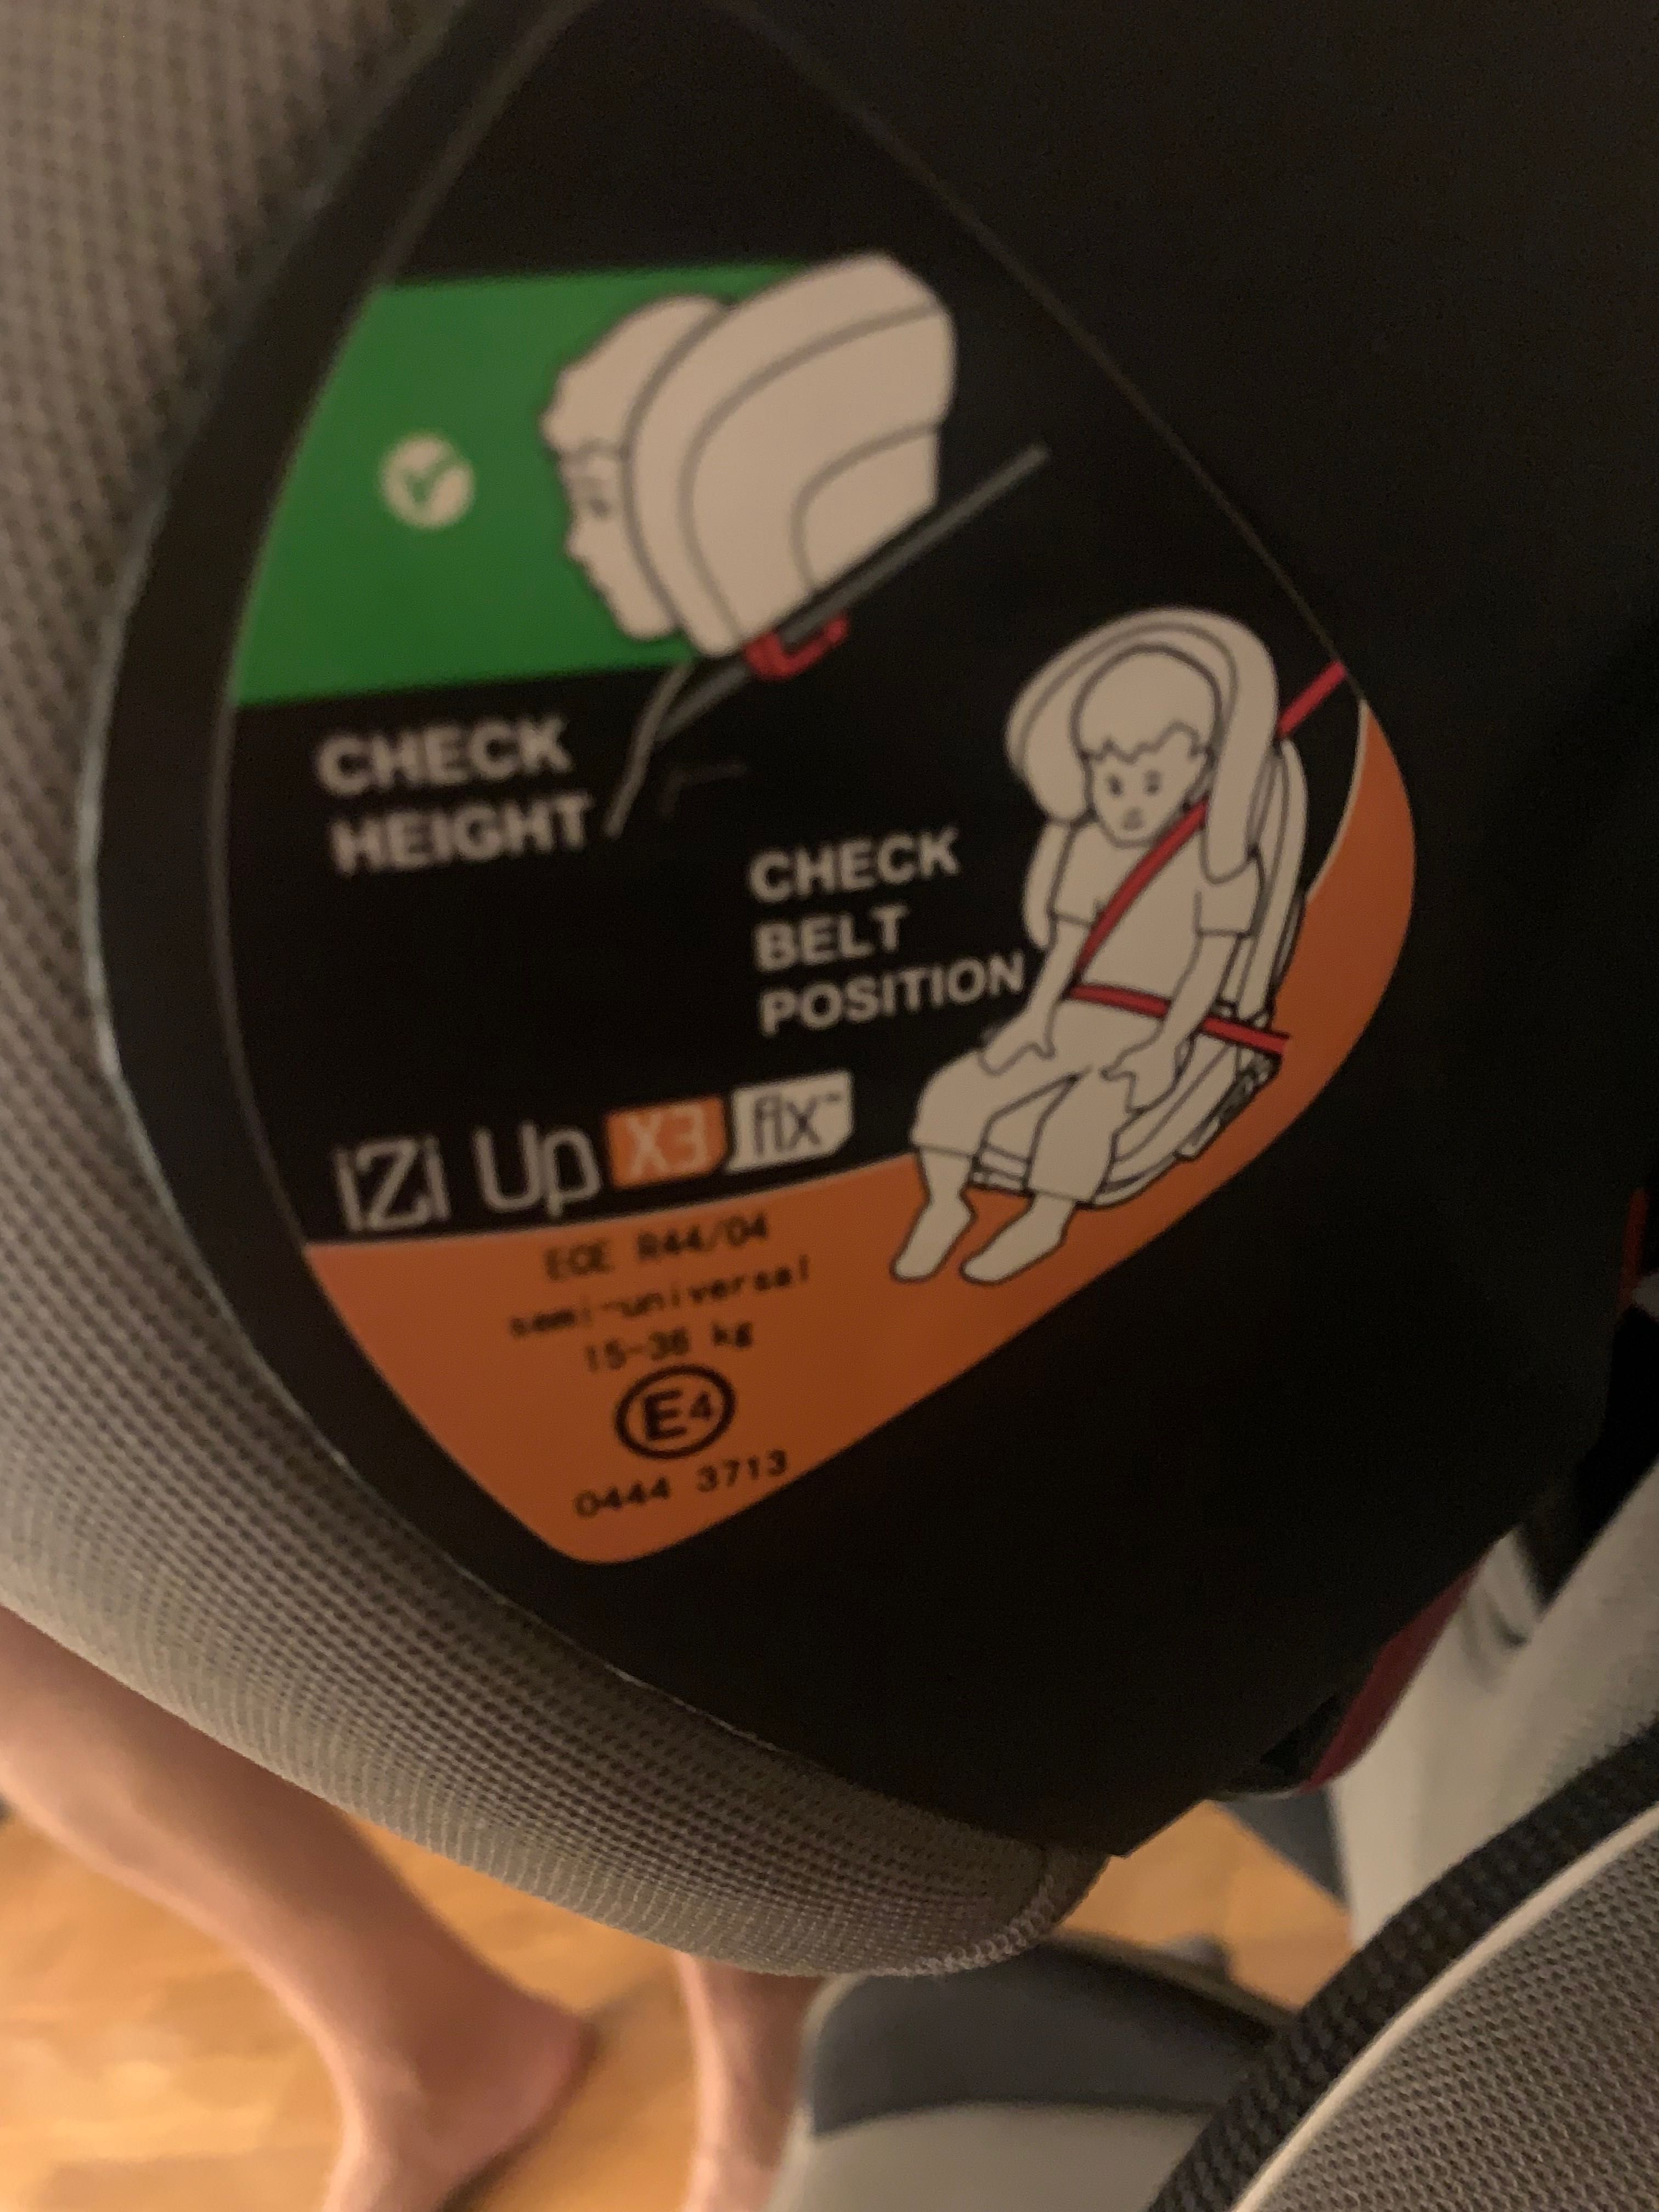 CHECK
HEIGHT
CHECK
BELT
POSITION
iZi Up X3 fix™
ECE R44/04
semi-universal
15-36 kg
E4
0444 3713